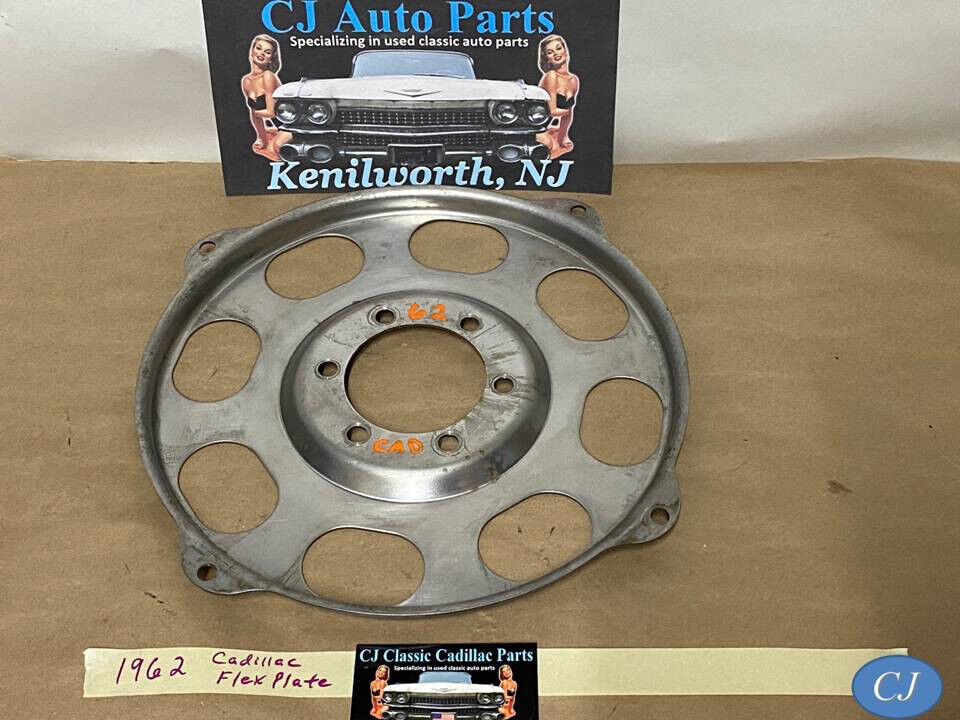 CJ Auto Parts
Specializing in used classic auto parts
Kenilworth, NJ
62
CAD
1962 Cadillac
Flex Plate
CJ Classic Cadillac Parts
Specializing in used classic auto parts
CJ